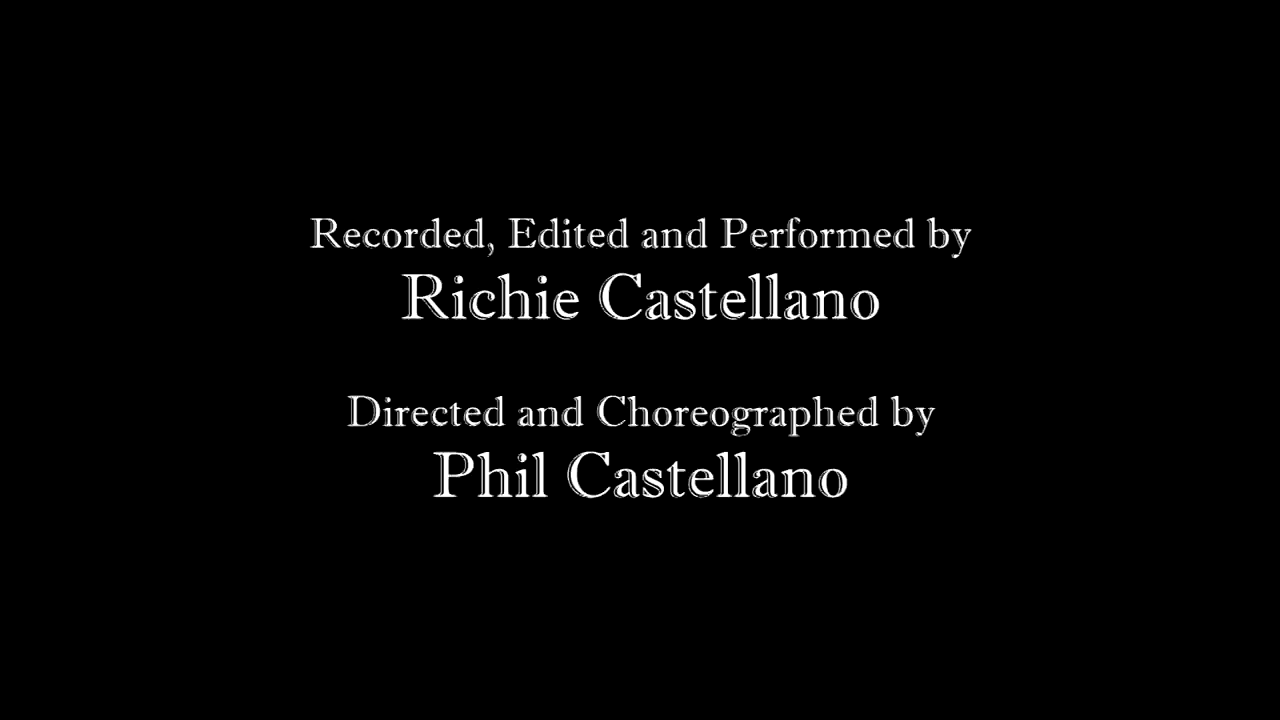 Recorded, Edited and Performed by
Richie Castellano
Directed and Choreographed by
Phil Castellano